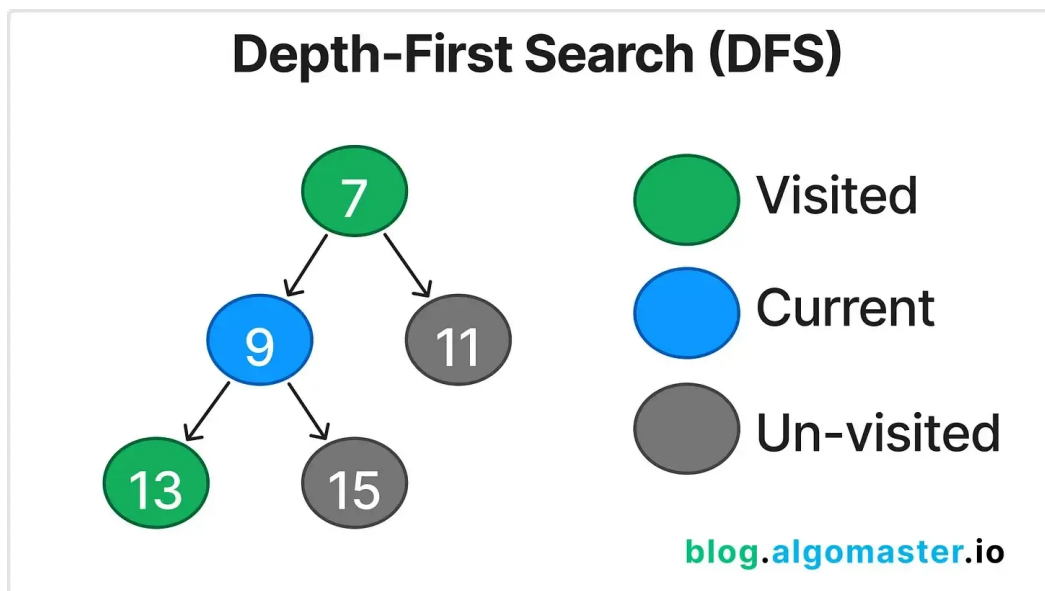 Depth-First Search (DFS)
7
Visited
9
11
Current
13
15
Un-visited
blog.algomaster.io